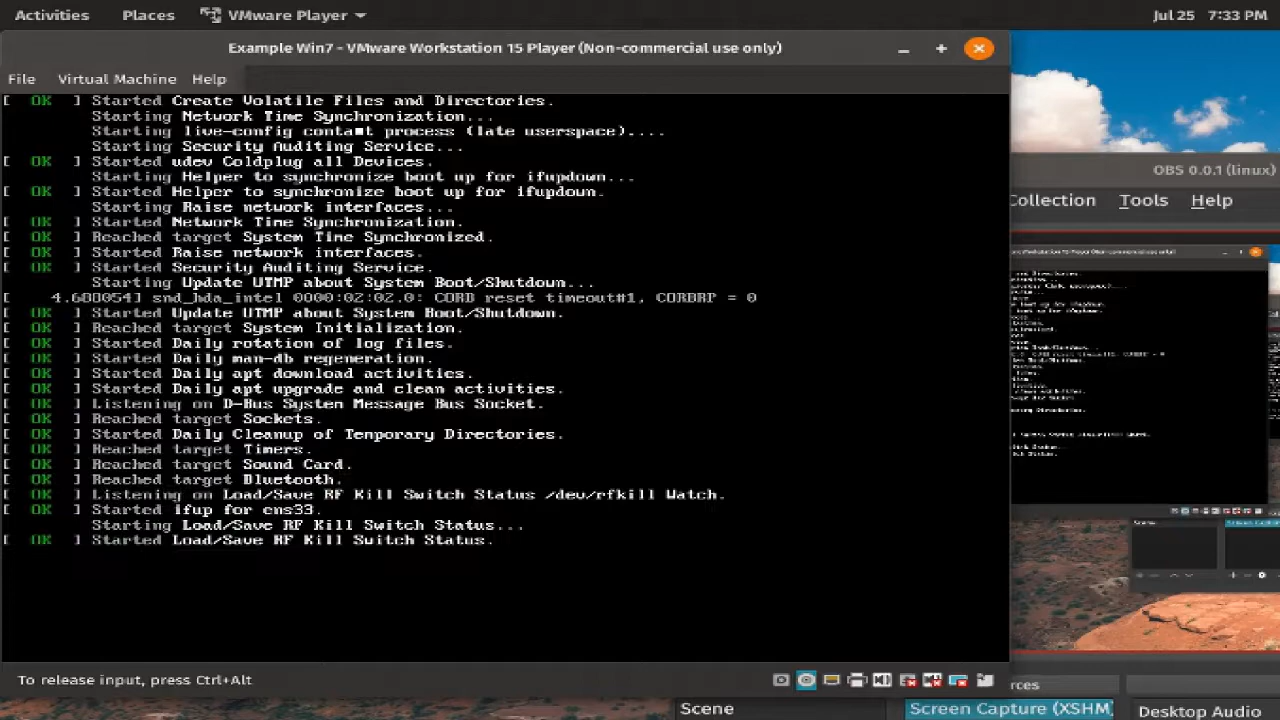 Activities Places VMware Player Jul 25 7:33 PM
Example Win7 - VMware Workstation 15 Player (Non-commercial use only)
File Virtual Machine Help
[ OK ] Started Create Volatile Files and Directories.
Starting Network Time Synchronization...
Starting live-config contain process (late userspace)....
Starting Security Auditing Service...
[ OK ] Started udev Coldplug all Devices.
Starting Helper to synchronize boot up for ifupdown...
[ OK ] Started Helper to synchronize boot up for ifupdown.
Starting Raise network interfaces...
[ OK ] Started Network Time Synchronization.
[ OK ] Reached target System Time Synchronized.
[ OK ] Started Raise network interfaces.
[ OK ] Started Security Auditing Service.
Starting Update UTMP about System Boot/Shutdown...
[ 4.600054] snd_hda_intel 0000:02:02.0: CORB reset timeout#1, CORBRP = 0
[ OK ] Started Update UTMP about System Boot/Shutdown.
[ OK ] Reached target System Initialization.
[ OK ] Started Daily rotation of log files.
[ OK ] Started Daily man-db regeneration.
[ OK ] Started Daily apt download activities.
[ OK ] Started Daily apt upgrade and clean activities.
[ OK ] Listening on D-Bus System Message Bus Socket.
[ OK ] Reached target Sockets.
[ OK ] Started Daily Cleanup of Temporary Directories.
[ OK ] Reached target Timers.
[ OK ] Reached target Sound Card.
[ OK ] Reached target Bluetooth.
[ OK ] Listening on Load/Save RF Kill Switch Status /dev/rfkill Watch.
[ OK ] Started ifup for ens33.
Starting Load/Save RF Kill Switch Status...
[ OK ] Started Load/Save RF Kill Switch Status.
To release input, press Ctrl+Alt
OBS 0.0.1 (linux)
Collection Tools Help
rces
Scene Screen Capture (XSHM) Desktop Audio